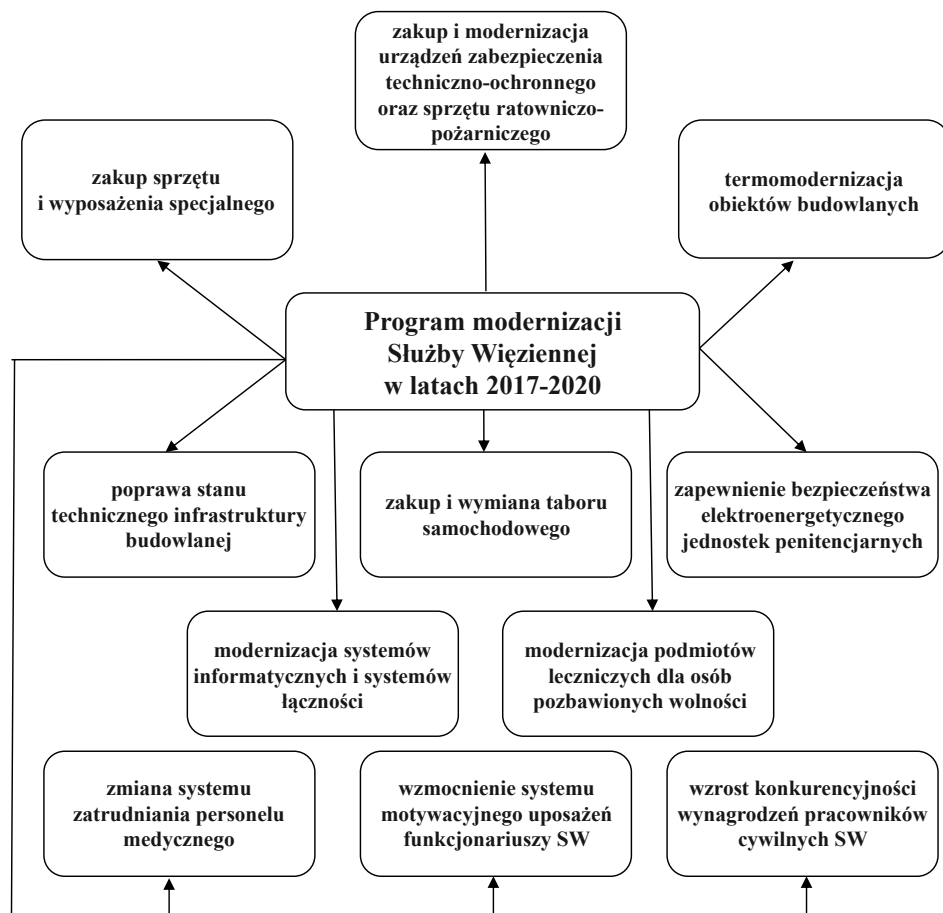 zakup i modernizacja
urządzeń zabezpieczenia
techniczno-ochronnego
oraz sprzętu ratowniczo-
pożarniczego
zakup sprzętu
i wyposażenia specjalnego
termomodernizacja
obiektów budowlanych
Program modernizacji
Służby Więziennej
w latach 2017-2020
poprawa stanu
technicznego infrastruktury
budowlanej
zakup i wymiana taboru
samochodowego
zapewnienie bezpieczeństwa
elektroenergetycznego
jednostek penitencjarnych
modernizacja systemów
informatycznych i systemów
łączności
modernizacja podmiotów
leczniczych dla osób
pozbawionych wolności
zmiana systemu
zatrudniania personelu
medycznego
wzmocnienie systemu
motywacyjnego uposażeń
funkcjonariuszy SW
wzrost konkurencyjności
wynagrodzeń pracowników
cywilnych SW